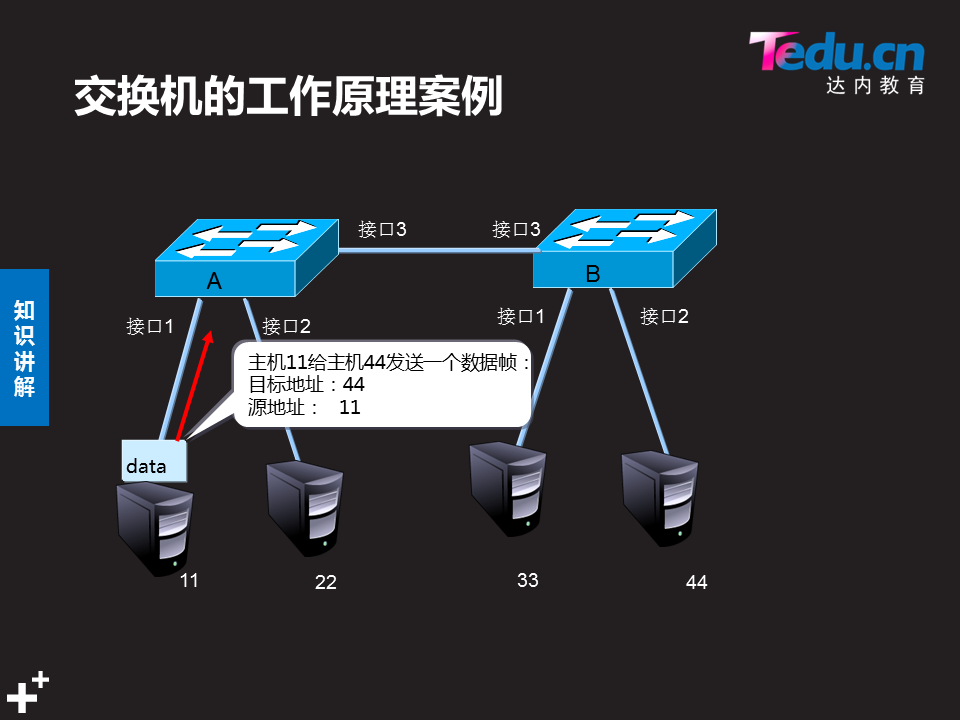 Tedu.cn
达内教育
交换机的工作原理案例
知识讲解
接口3
接口3
A
B
接口1
接口2
接口1
接口2
主机11给主机44发送一个数据帧：
目标地址：44
源地址： 11
data
11
22
33
44